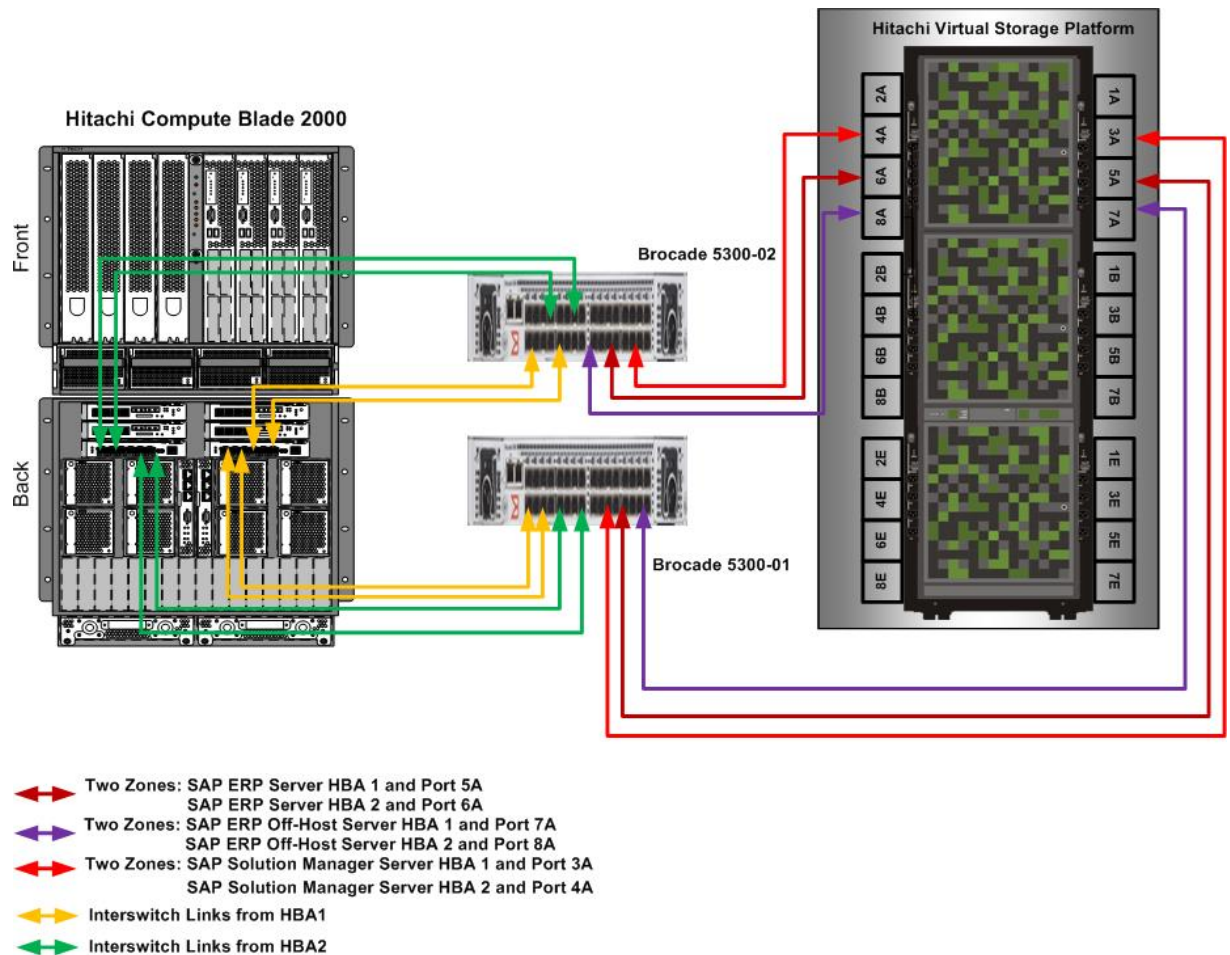 Hitachi Virtual Storage Platform
Hitachi Compute Blade 2000
Front
Back
Brocade 5300-02
Brocade 5300-01
2A
4A
6A
8A
2B
4B
6B
8B
2E
4E
6E
8E
1A
3A
5A
7A
1B
3B
5B
7B
1E
3E
5E
7E
Two Zones: SAP ERP Server HBA 1 and Port 5A
SAP ERP Server HBA 2 and Port 6A
Two Zones: SAP ERP Off-Host Server HBA 1 and Port 7A
SAP ERP Off-Host Server HBA 2 and Port 8A
Two Zones: SAP Solution Manager Server HBA 1 and Port 3A
SAP Solution Manager Server HBA 2 and Port 4A
Interswitch Links from HBA1
Interswitch Links from HBA2